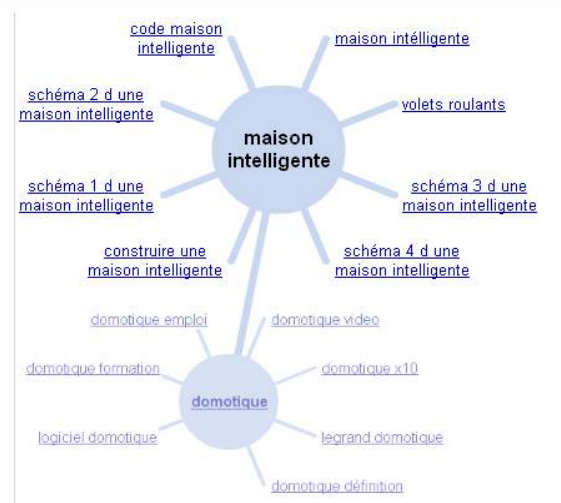 code maison
intelligente
maison intélligente
schéma 2 d une
maison intelligente
volets roulants
maison
intelligente
schéma 1 d une
maison intelligente
schéma 3 d une
maison intelligente
construire une
maison intelligente
schéma 4 d une
maison intelligente
domotique emploi
domotique video
domotique formation
domotique x10
domotique
logiciel domotique
legrand domotique
domotique définition